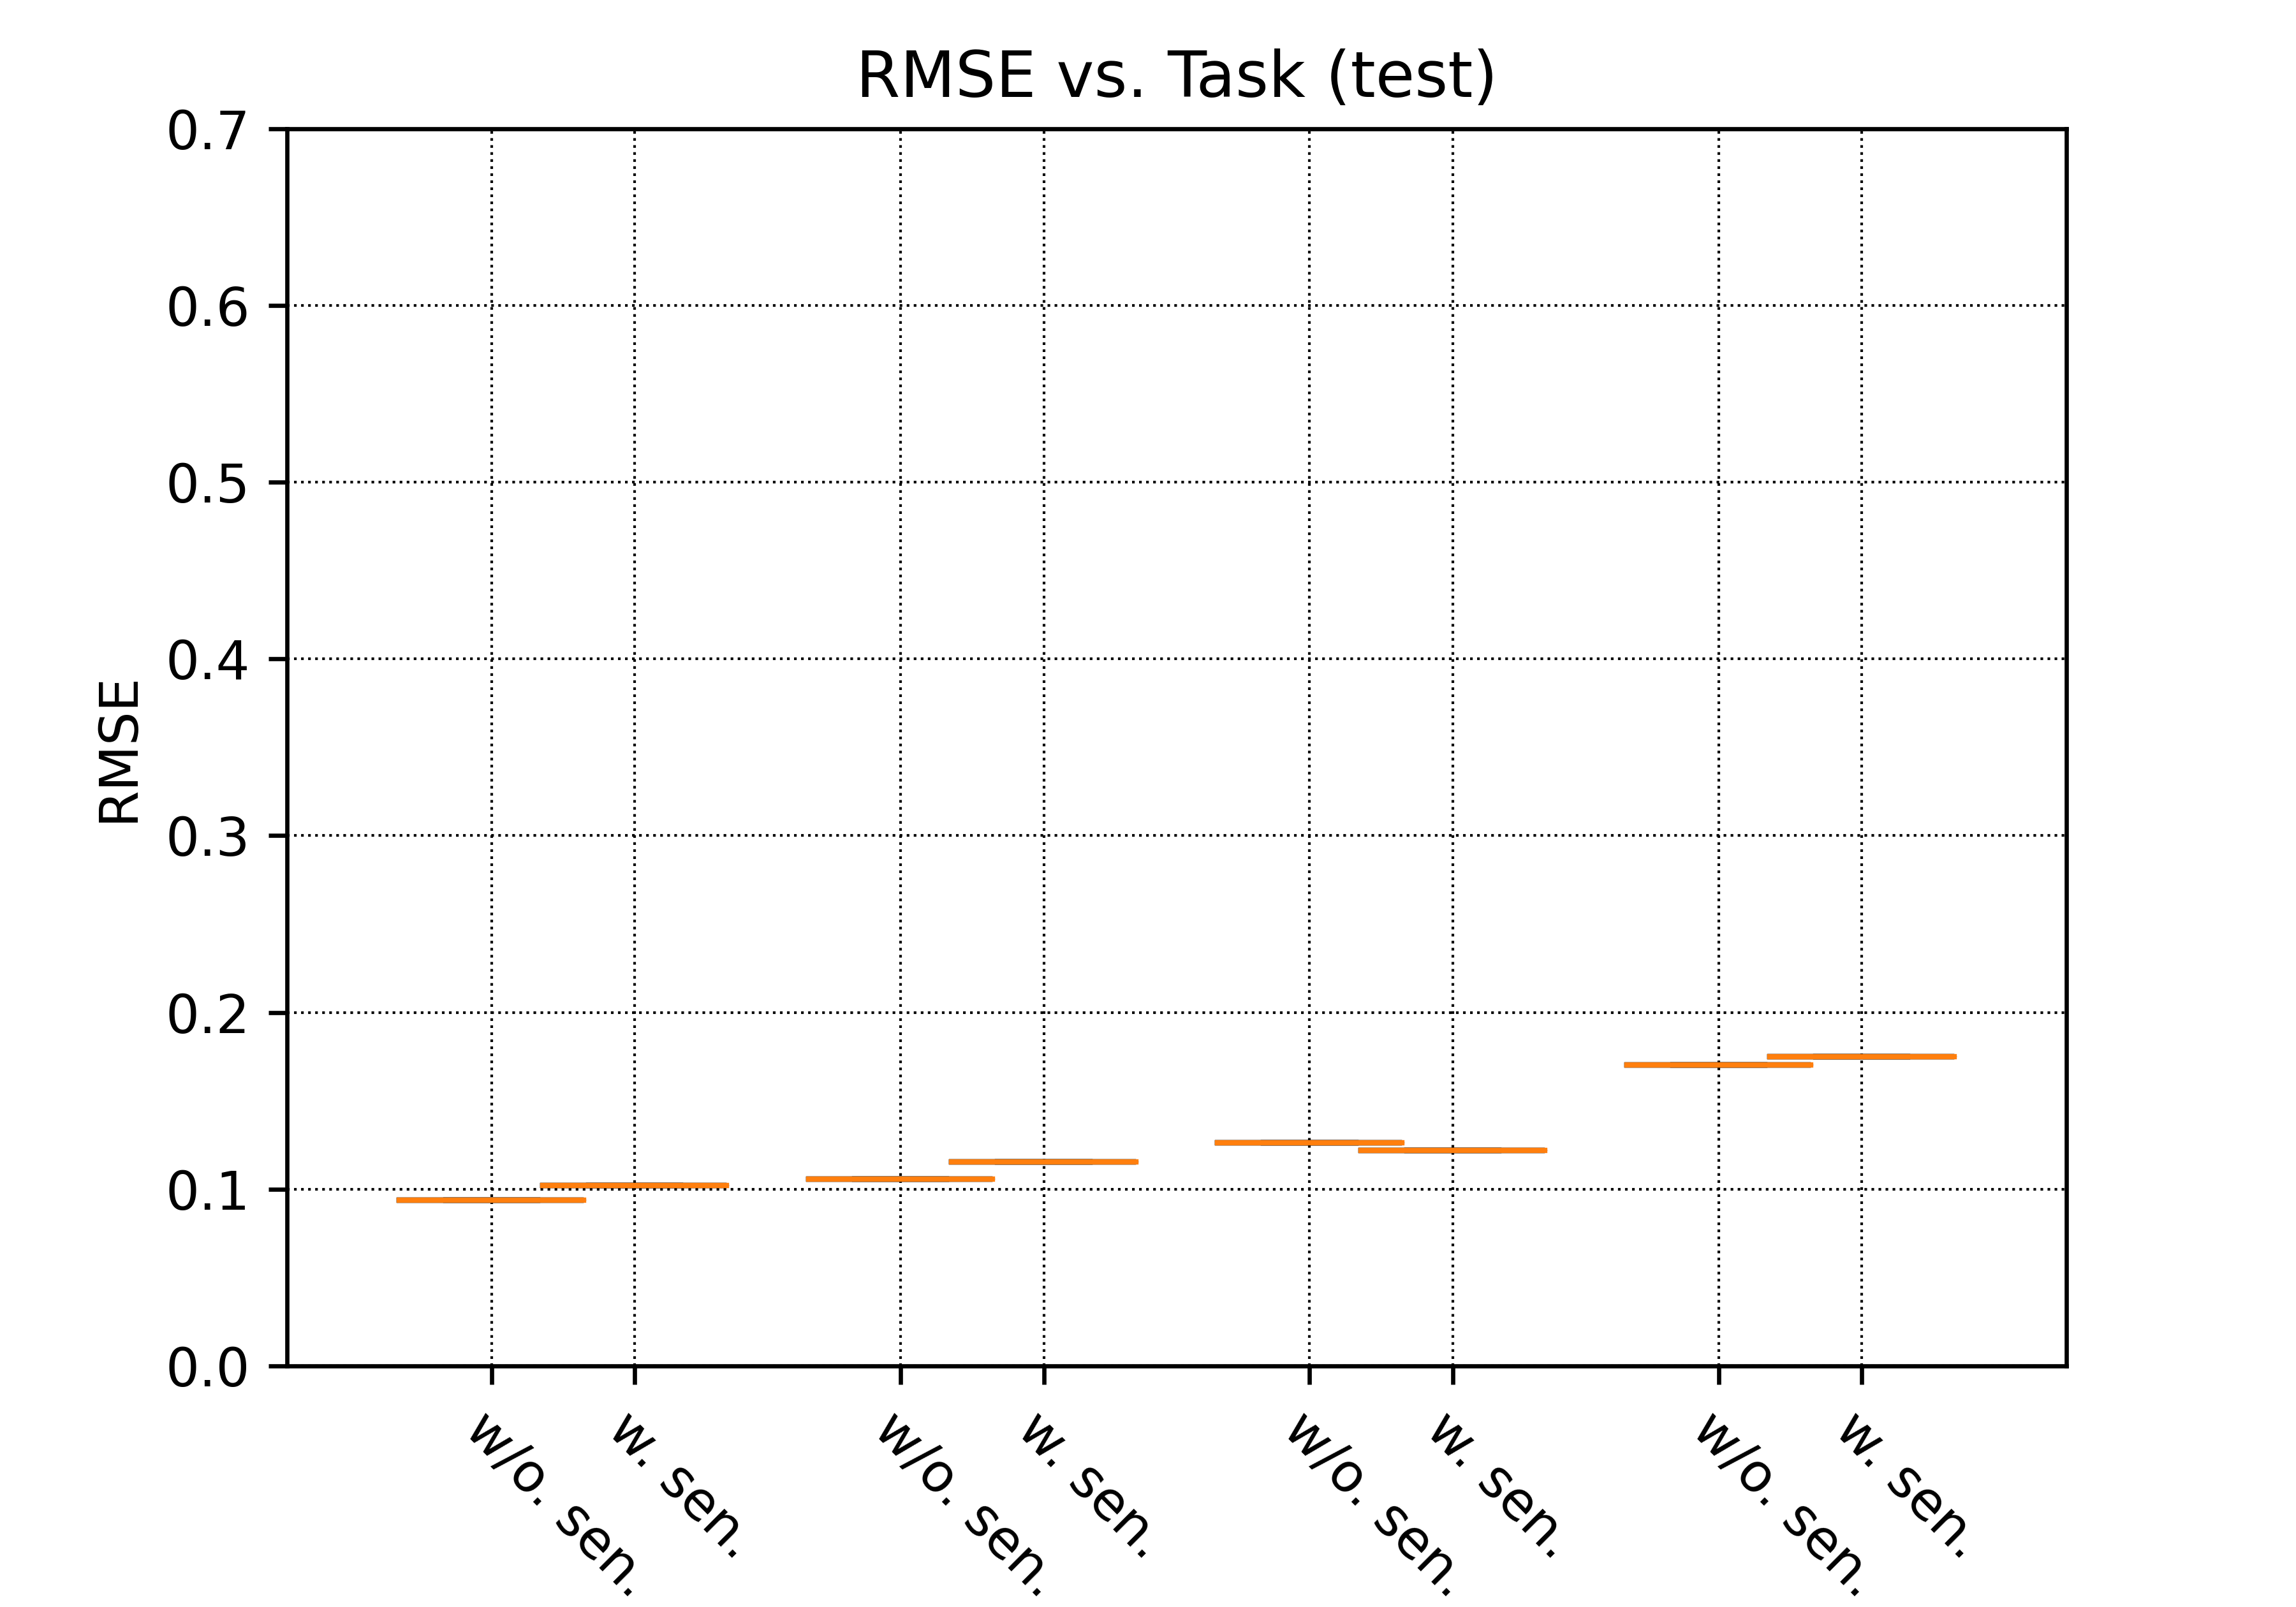 RMSE vs. Task (test)
0.7
0.6
0.5
0.4
0.3
0.2
0.1
0.0
RMSE
w/o. sen.
w. sen.
w/o. sen.
w. sen.
w/o. sen.
w. sen.
w/o. sen.
w. sen.